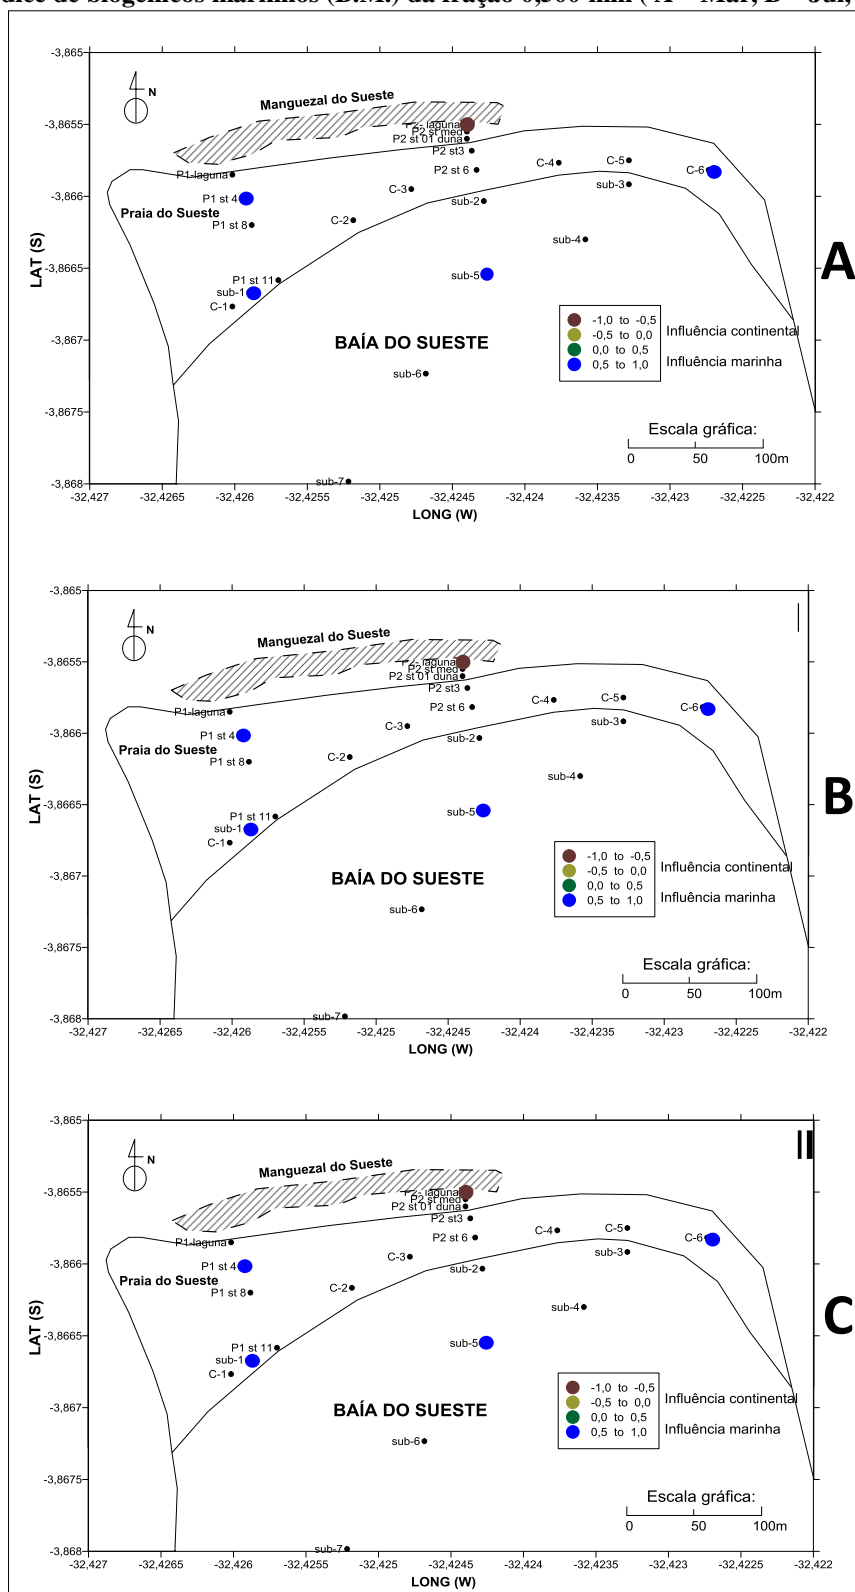 dice de biogênicos marinhos (B.M.) da fração 0,500 mm ( A = Mar, B = Jul,
-3,865
N
Manguezal do Sueste
-3,8655
P2- laguna
P2 st med
P2 st 01 duna
P2 st3
C-4
C-5
P1-laguna
P2 st 6
C-6
C-3
sub-3
-3,866
P1 st 4
sub-2
Praia do Sueste
C-2
P1 st 8
sub-4
A
LAT (S)
-3,8665
P1 st 11
sub-5
sub-1
C-1
BAÍA DO SUESTE
-1,0 to -0,5
-0,5 to 0,0
0,0 to 0,5
0,5 to 1,0
Influência continental
Influência marinha
-3,867
sub-6
-3,8675
Escala gráfica:
0 50 100m
-3,868
sub-7
-32,427 -32,4265 -32,426 -32,4255 -32,425 -32,4245 -32,424 -32,4235 -32,423 -32,4225 -32,422
LONG (W)
-3,865
I
N
Manguezal do Sueste
-3,8655
P2- laguna
P2 st med
P2 st 01 duna
P2 st3
C-4
C-5
P1-laguna
P2 st 6
C-6
C-3
sub-3
-3,866
P1 st 4
sub-2
Praia do Sueste
C-2
P1 st 8
sub-4
B
LAT (S)
-3,8665
P1 st 11
sub-5
sub-1
C-1
BAÍA DO SUESTE
-1,0 to -0,5
-0,5 to 0,0
0,0 to 0,5
0,5 to 1,0
Influência continental
Influência marinha
-3,867
sub-6
-3,8675
Escala gráfica:
0 50 100m
-3,868
sub-7
-32,427 -32,4265 -32,426 -32,4255 -32,425 -32,4245 -32,424 -32,4235 -32,423 -32,4225 -32,422
LONG (W)
-3,865
II
N
Manguezal do Sueste
-3,8655
P2- laguna
P2 st med
P2 st 01 duna
P2 st3
C-4
C-5
P1-laguna
P2 st 6
C-6
C-3
sub-3
-3,866
P1 st 4
sub-2
Praia do Sueste
C-2
P1 st 8
sub-4
C
LAT (S)
-3,8665
P1 st 11
sub-5
sub-1
C-1
BAÍA DO SUESTE
-1,0 to -0,5
-0,5 to 0,0
0,0 to 0,5
0,5 to 1,0
Influência continental
Influência marinha
-3,867
sub-6
-3,8675
Escala gráfica:
0 50 100m
-3,868
sub-7
-32,427 -32,4265 -32,426 -32,4255 -32,425 -32,4245 -32,424 -32,4235 -32,423 -32,4225 -32,422
LONG (W)